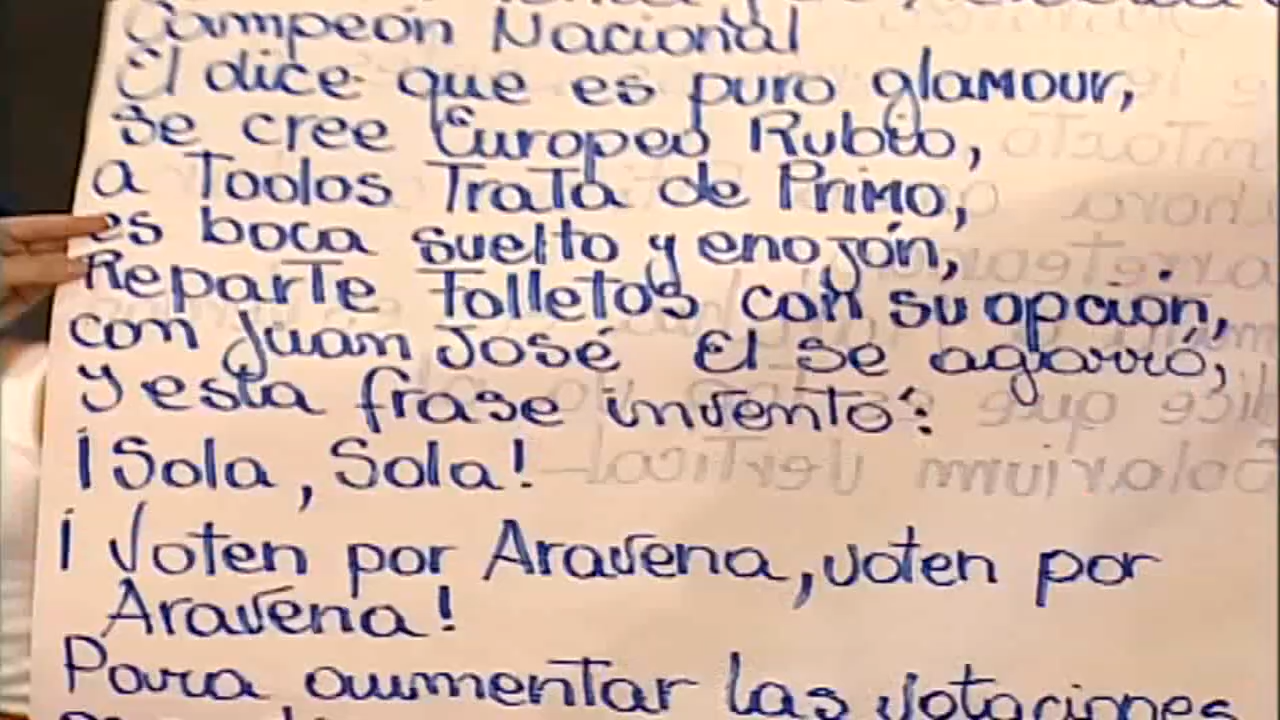 Campeón Nacional
El dice que es puro glamour,
se cree Europeo Rubio,
a Todos Trata de Primo,
es boca suelto y enojón,
Reparte folletos con su opción,
con Juan José El se agarró,
y esta frase invento:
¡Sola, Sola!
¡Voten por Aravena, voten por
Aravena!
Para aumentar las votaciones